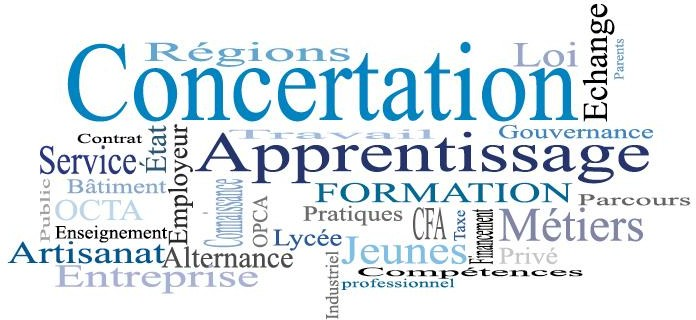 Régions
Loi
Echange
Parents
Concertation
Travail
Gouvernance
Contrat
État
Employeur
Service
Apprentissage
Bâtiment
Public
OCTA
Connaissance
OPCA
FORMATION
Parcours
Pratiques
CFA
Taxe
Financement
Métiers
Enseignement
Lycée
Artisanat
Alternance
Jeunes
Privé
Compétences
Entreprise
Industriel
professionnel